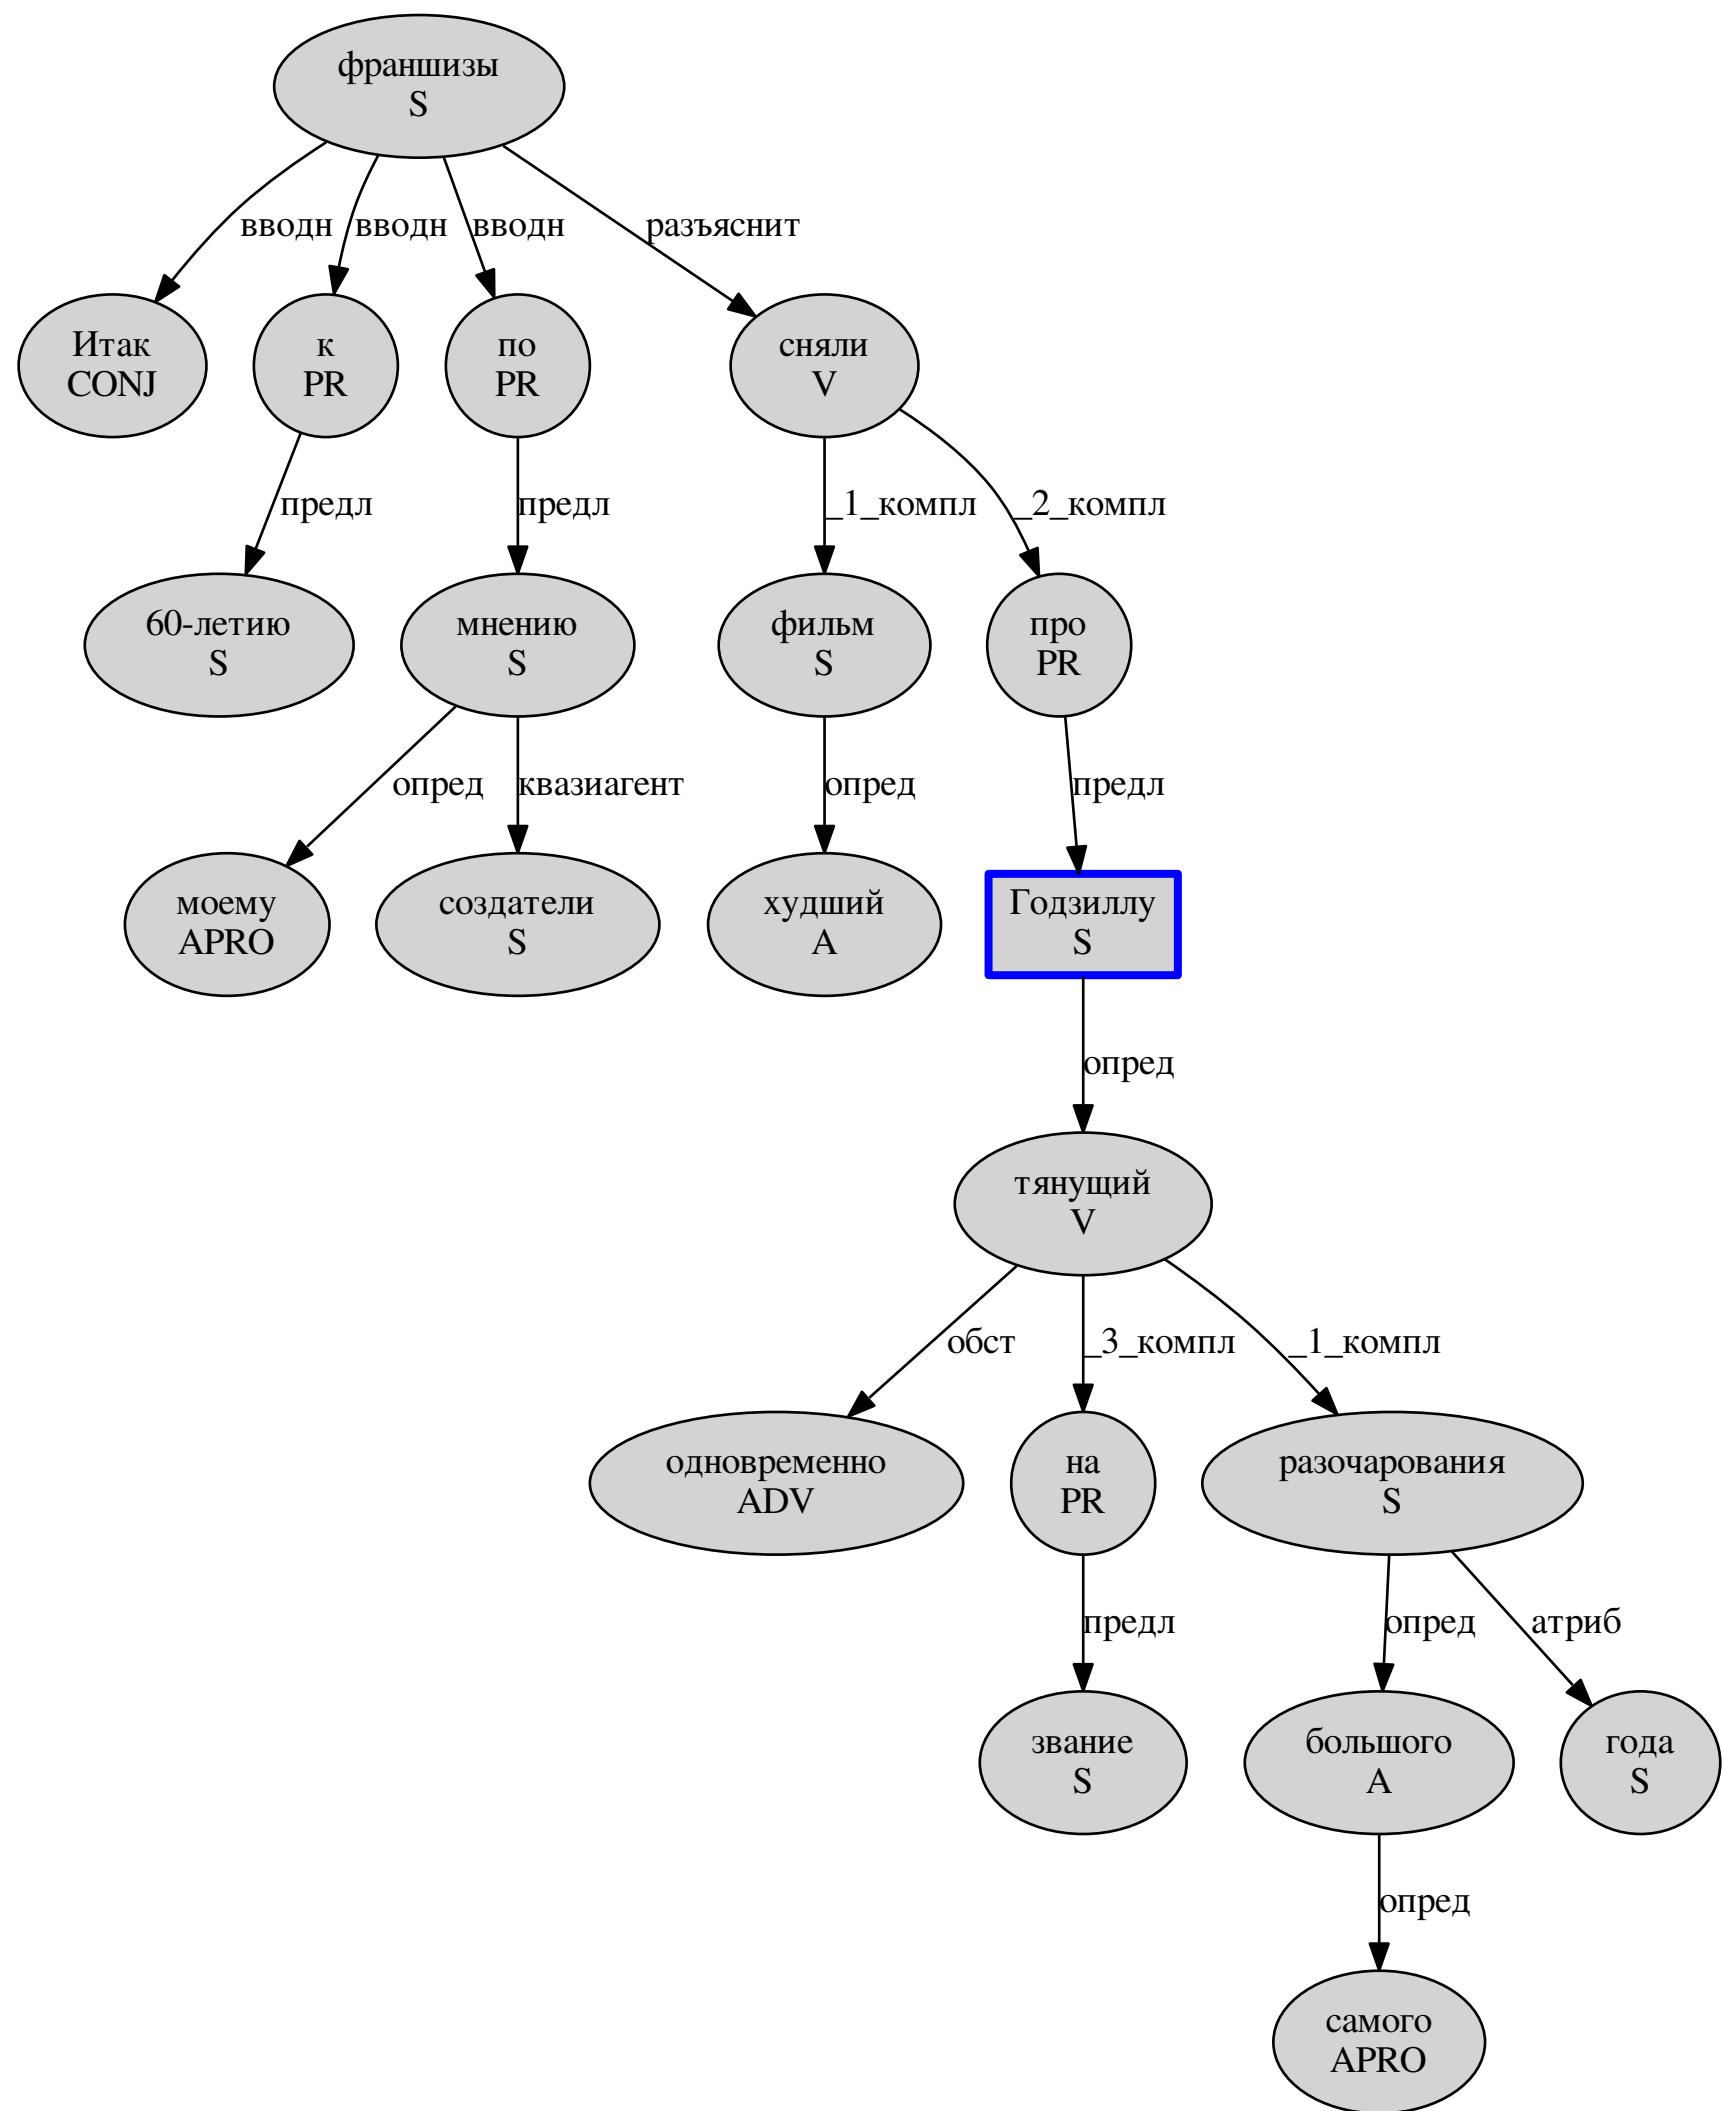 франшизы
S
вводн вводн вводн разъяснит
Итак
CONJ
к
PR
по
PR
сняли
V
предл предл _1_компл _2_компл
60-летию
S
мнению
S
фильм
S
про
PR
опред квазиагент опред предл
моему
APRO
создатели
S
худший
A
Годзиллу
S
опред
тянущий
V
обст _3_компл _1_компл
одновременно
ADV
на
PR
разочарования
S
предл опред атриб
звание
S
большого
A
года
S
опред
самого
APRO